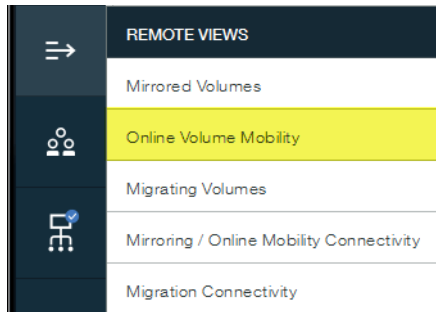 REMOTE VIEWS
Mirrored Volumes
Online Volume Mobility
Migrating Volumes
Mirroring / Online Mobility Connectivity
Migration Connectivity